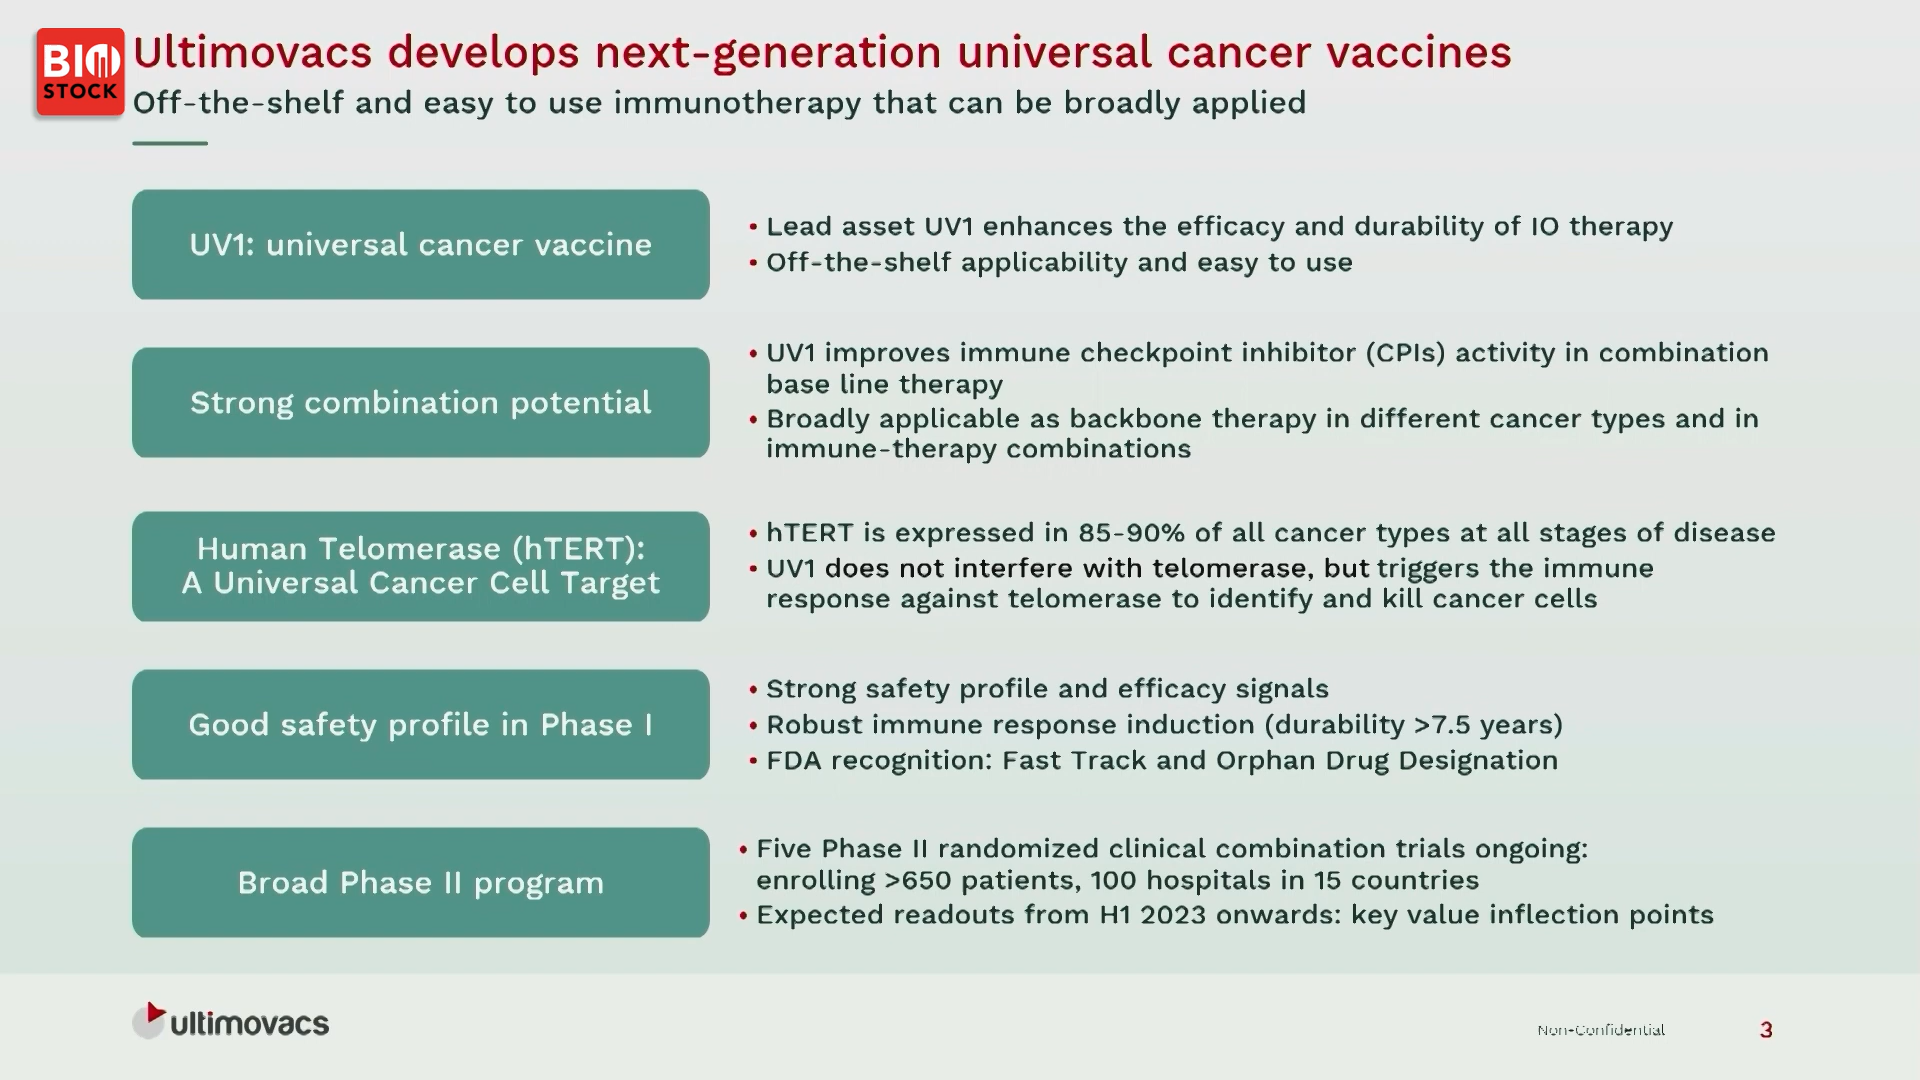 BIO
STOCK
Ultimovacs develops next-generation universal cancer vaccines
Off-the-shelf and easy to use immunotherapy that can be broadly applied
UV1: universal cancer vaccine
• Lead asset UV1 enhances the efficacy and durability of IO therapy
• Off-the-shelf applicability and easy to use
Strong combination potential
• UV1 improves immune checkpoint inhibitor (CPIs) activity in combination
base line therapy
• Broadly applicable as backbone therapy in different cancer types and in
immune-therapy combinations
Human Telomerase (hTERT):
A Universal Cancer Cell Target
• hTERT is expressed in 85-90% of all cancer types at all stages of disease
• UV1 does not interfere with telomerase, but triggers the immune
response against telomerase to identify and kill cancer cells
Good safety profile in Phase I
• Strong safety profile and efficacy signals
• Robust immune response induction (durability >7.5 years)
• FDA recognition: Fast Track and Orphan Drug Designation
Broad Phase II program
• Five Phase II randomized clinical combination trials ongoing:
enrolling >650 patients, 100 hospitals in 15 countries
• Expected readouts from H1 2023 onwards: key value inflection points
ultimovacs
Non-Confidential
3